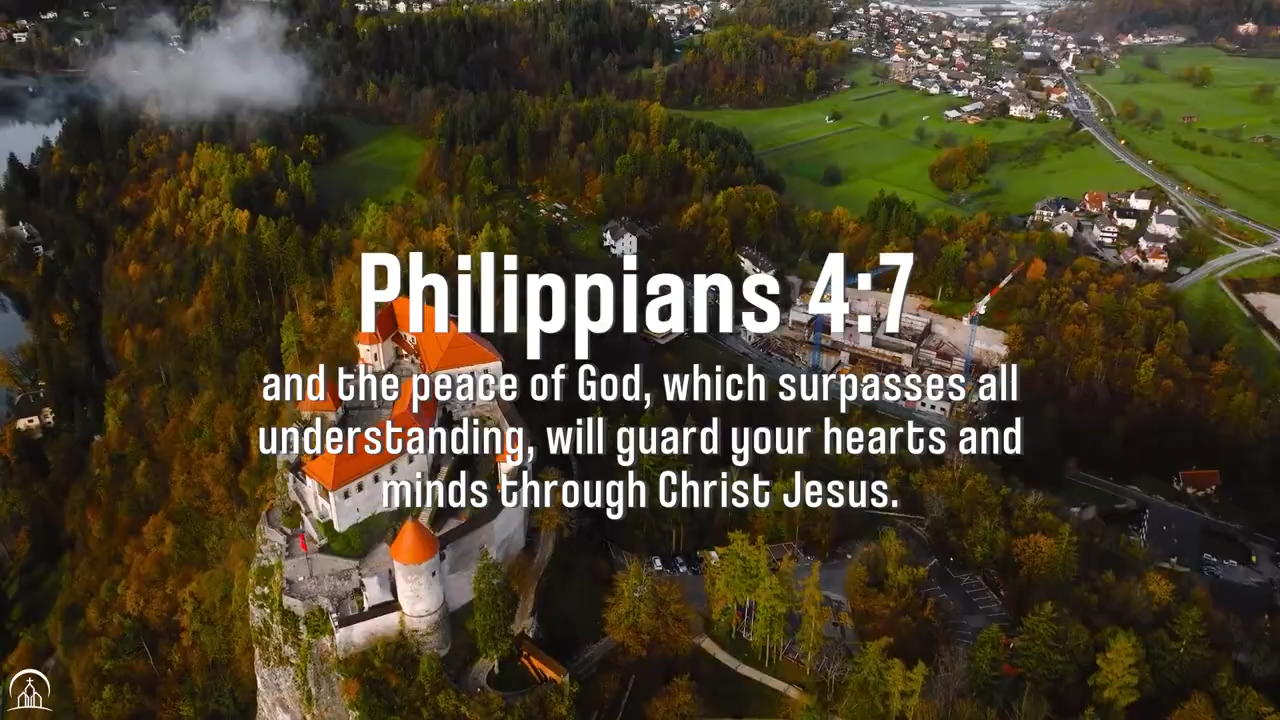 Philippians 4:7
and the peace of God, which surpasses all
understanding, will guard your hearts and
minds through Christ Jesus.